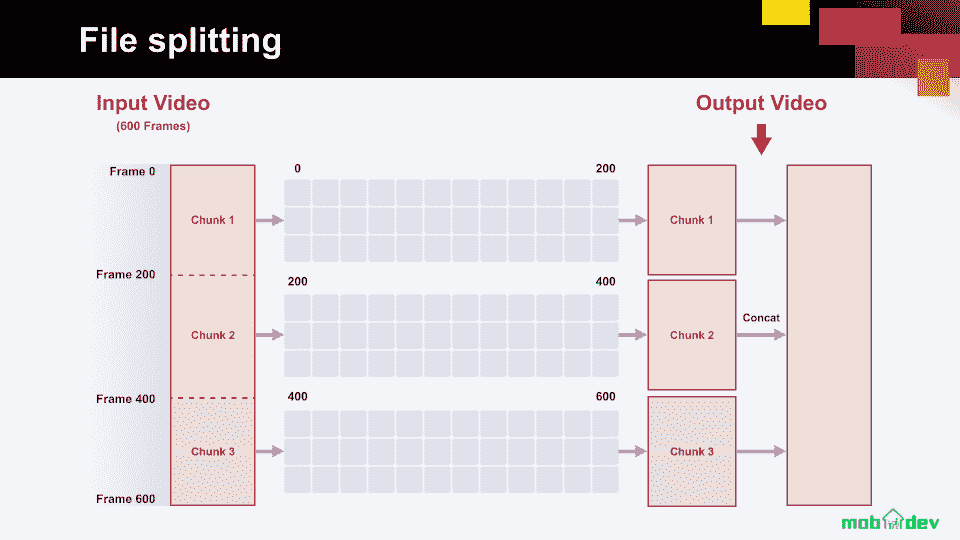 File splitting
Input Video
(600 Frames)
Output Video
Frame 0
0
200
Chunk 1
Chunk 1
Frame 200
200
400
Chunk 2
Chunk 2
Concat
Frame 400
400
600
Chunk 3
Chunk 3
Frame 600
mobidev